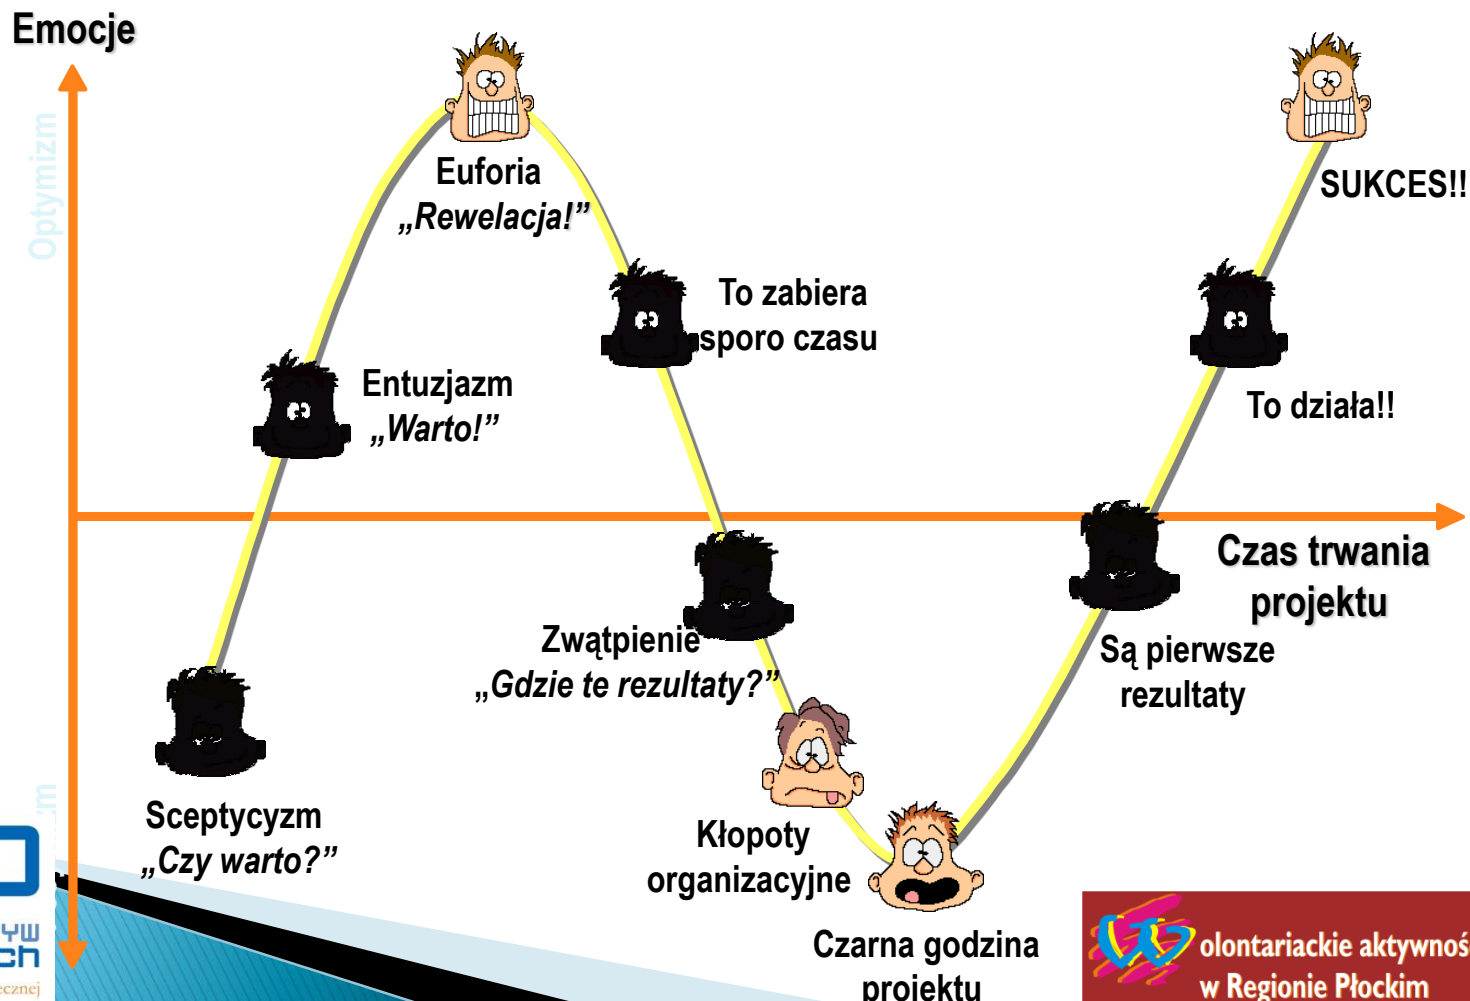 Emocje
Optymizm
Euforia
„Rewelacja!”
SUKCES!!
To zabiera
sporo czasu
Entuzjazm
„Warto!”
To działa!!
Czas trwania
projektu
Zwątpienie
„Gdzie te rezultaty?”
Są pierwsze
rezultaty
Sceptycyzm
„Czy warto?”
Kłopoty
organizacyjne
Czarna godzina
projektu
olontariackie aktywnoś
w Regionie Płockim